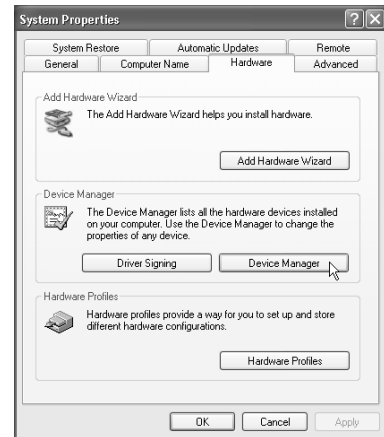 System Properties
System Restore Automatic Updates Remote
General Computer Name Hardware Advanced
Add Hardware Wizard
The Add Hardware Wizard helps you install hardware.
Add Hardware Wizard
Device Manager
The Device Manager lists all the hardware devices installed
on your computer. Use the Device Manager to change the
properties of any device.
Driver Signing Device Manager
Hardware Profiles
Hardware profiles provide a way for you to set up and store
different hardware configurations.
Hardware Profiles
OK Cancel Apply